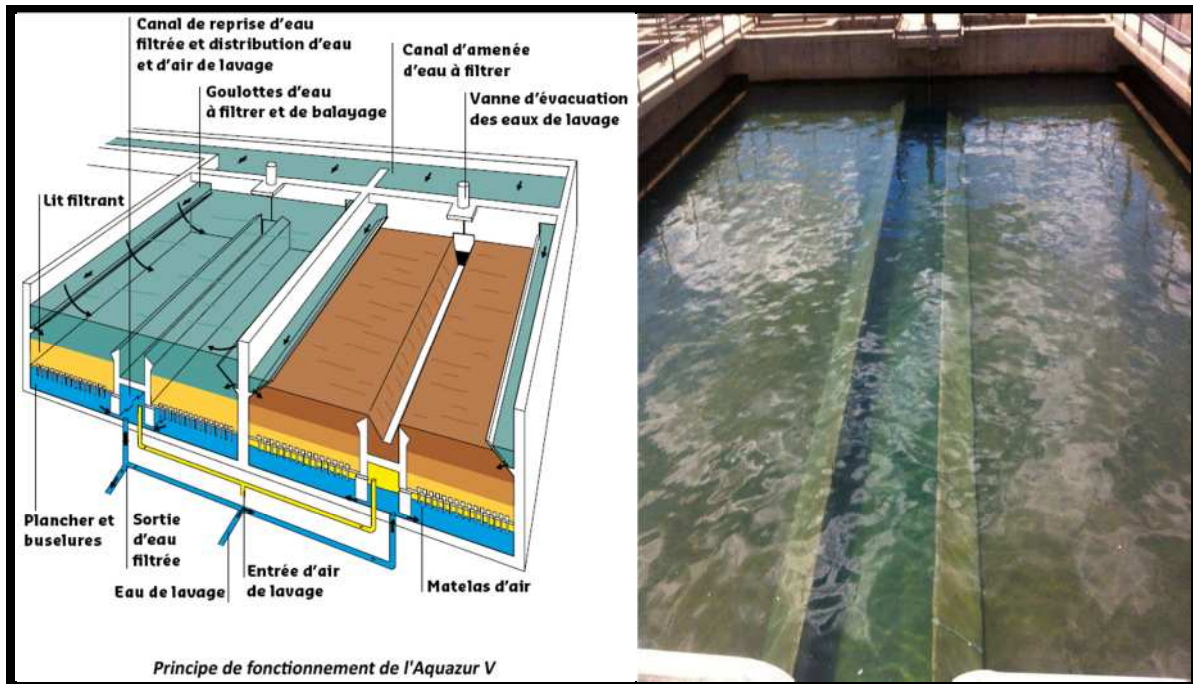 Canal de reprise d'eau
filtrée et distribution d'eau
et d'air de lavage
Canal d'amenée
d'eau à filtrer
Goulottes d'eau
à filtrer et de balayage
Vanne d'évacuation
des eaux de lavage
Lit filtrant
Plancher et
buselures
Sortie
d'eau
filtrée
Eau de lavage
Entrée d'air
de lavage
Matelas d'air
Principe de fonctionnement de l'Aquazur V